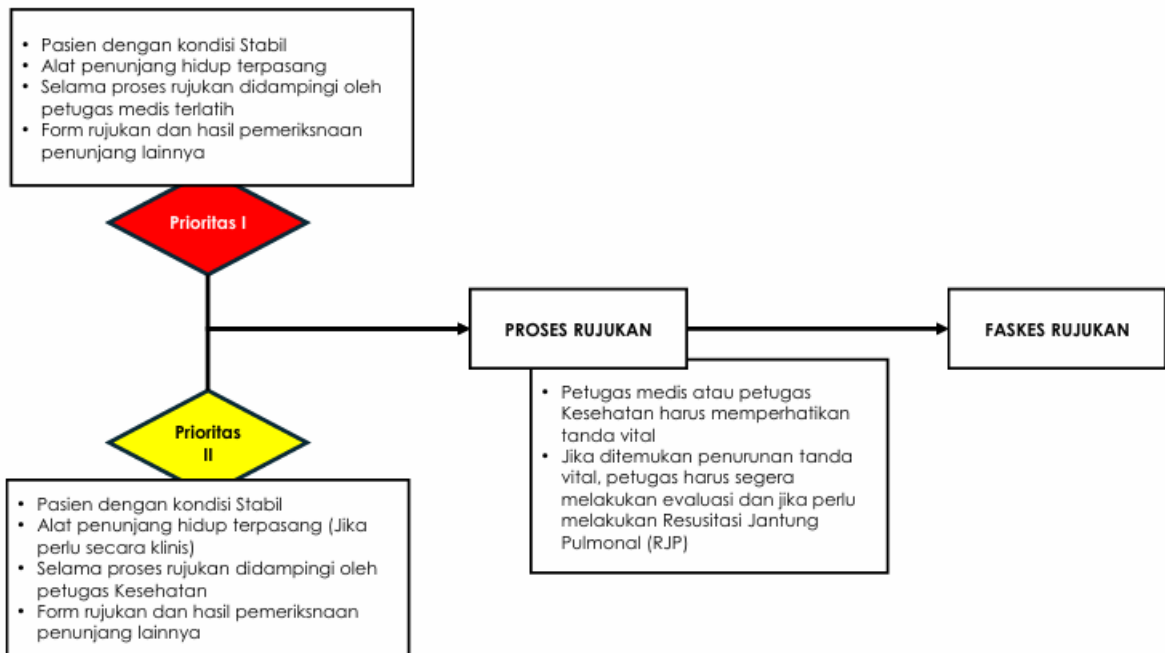 • Pasien dengan kondisi Stabil
• Alat penunjang hidup terpasang
• Selama proses rujukan didampingi oleh
petugas medis terlatih
• Form rujukan dan hasil pemeriksnaan
penunjang lainnya
Prioritas I
PROSES RUJUKAN
FASKES RUJUKAN
• Petugas medis atau petugas
Kesehatan harus memperhatikan
tanda vital
• Jika ditemukan penurunan tanda
vital, petugas harus segera
melakukan evaluasi dan jika perlu
melakukan Resusitasi Jantung
Pulmonal (RJP)
Prioritas
II
• Pasien dengan kondisi Stabil
• Alat penunjang hidup terpasang (Jika
perlu secara klinis)
• Selama proses rujukan didampingi oleh
petugas Kesehatan
• Form rujukan dan hasil pemeriksnaan
penunjang lainnya